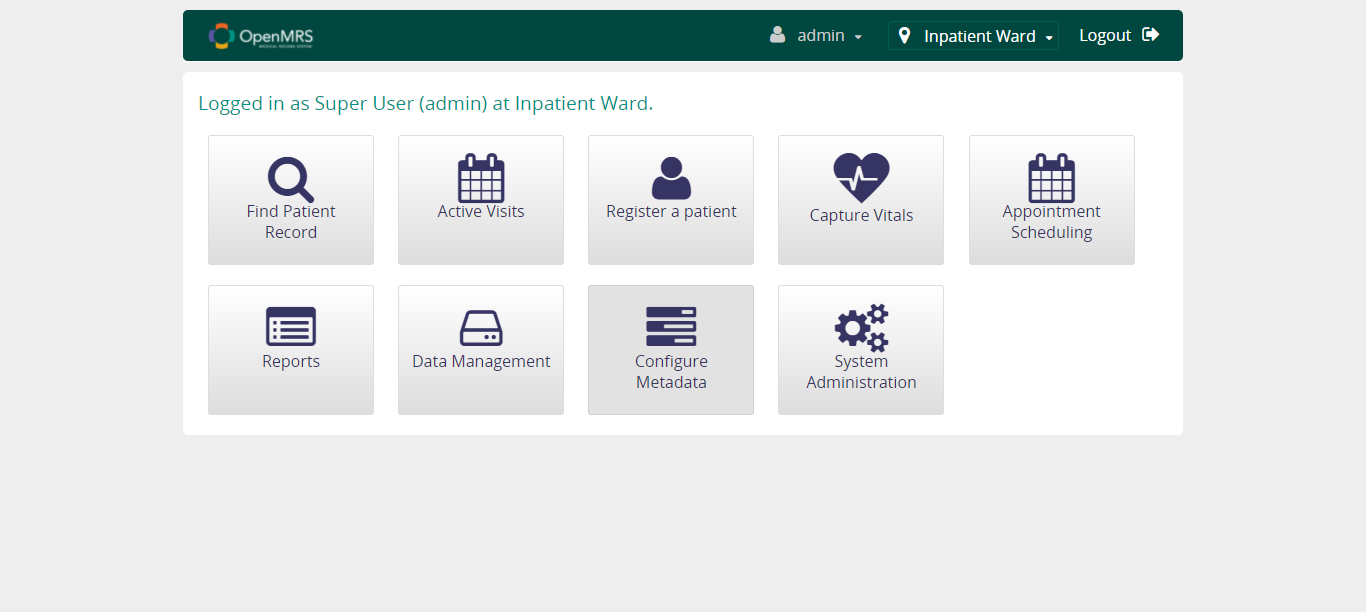 OpenMRS
MEDICAL RECORD SYSTEM
admin
Inpatient Ward
Logout
Logged in as Super User (admin) at Inpatient Ward.
Find Patient
Record
Active Visits
Register a patient
Capture Vitals
Appointment
Scheduling
Reports
Data Management
Configure
Metadata
System
Administration